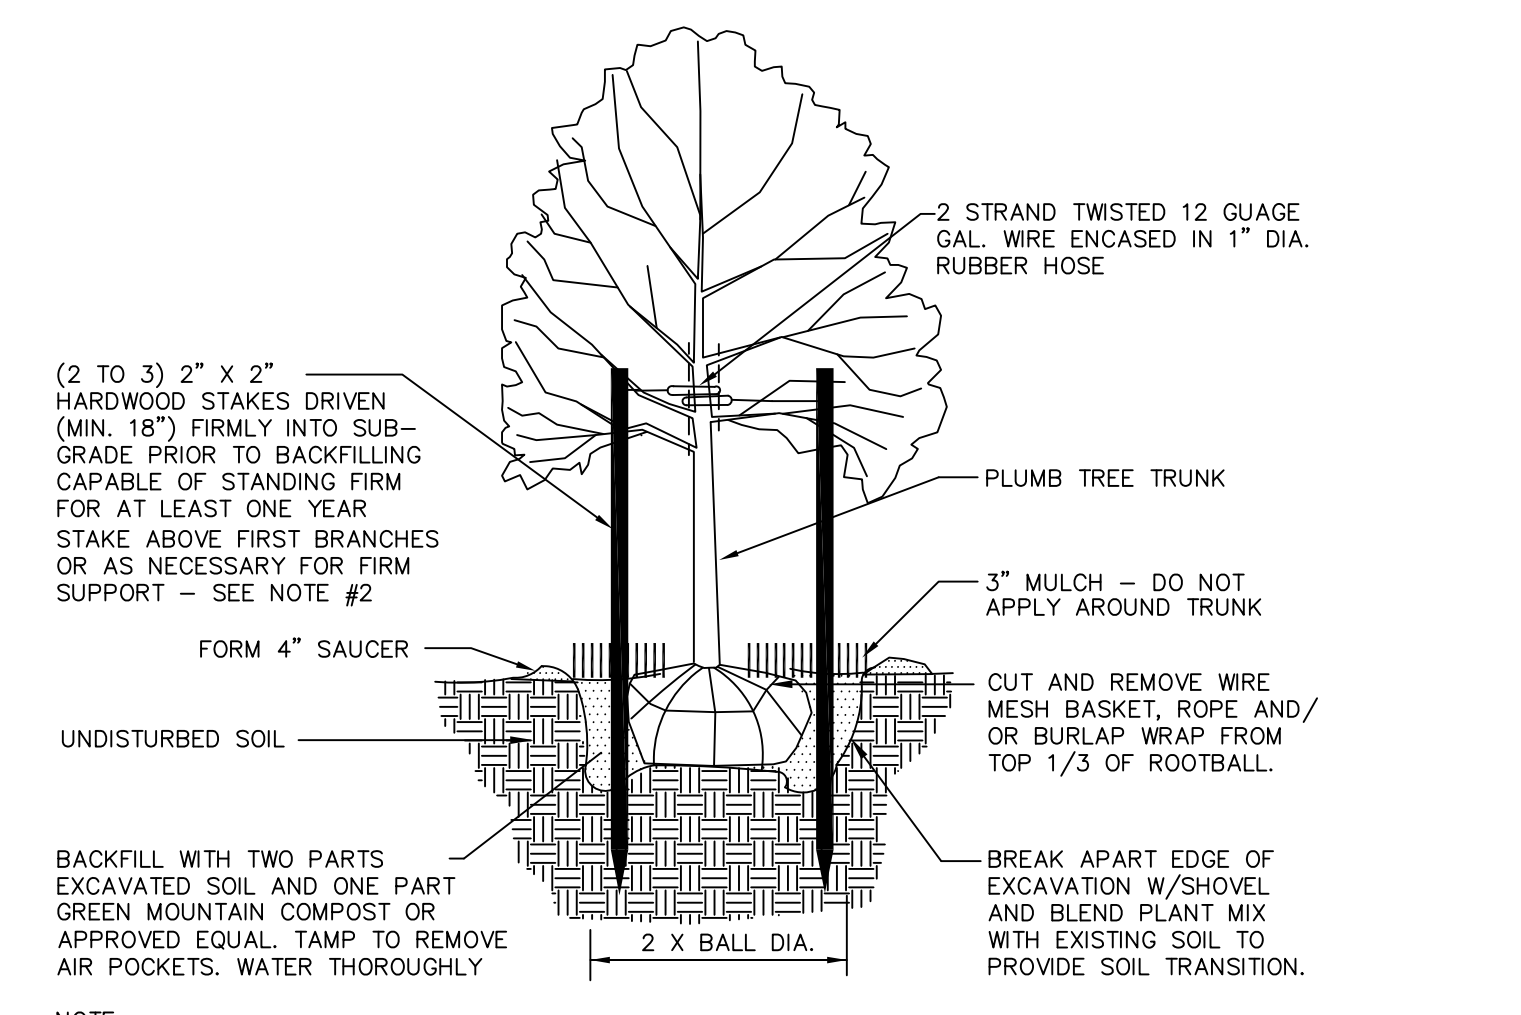 2 STRAND TWISTED 12 GUAGE
GAL. WIRE ENCASED IN 1" DIA.
RUBBER HOSE
(2 TO 3) 2" X 2"
HARDWOOD STAKES DRIVEN
(MIN. 18") FIRMLY INTO SUB-
GRADE PRIOR TO BACKFILLING
CAPABLE OF STANDING FIRM
FOR AT LEAST ONE YEAR
STAKE ABOVE FIRST BRANCHES
OR AS NECESSARY FOR FIRM
SUPPORT - SEE NOTE #2
PLUMB TREE TRUNK
3" MULCH - DO NOT
APPLY AROUND TRUNK
FORM 4" SAUCER
CUT AND REMOVE WIRE
MESH BASKET, ROPE AND/
OR BURLAP WRAP FROM
TOP 1/3 OF ROOTBALL.
UNDISTURBED SOIL
BACKFILL WITH TWO PARTS
EXCAVATED SOIL AND ONE PART
GREEN MOUNTAIN COMPOST OR
APPROVED EQUAL. TAMP TO REMOVE
AIR POCKETS. WATER THOROUGHLY
BREAK APART EDGE OF
EXCAVATION W/SHOVEL
AND BLEND PLANT MIX
WITH EXISTING SOIL TO
PROVIDE SOIL TRANSITION.
2 X BALL DIA.